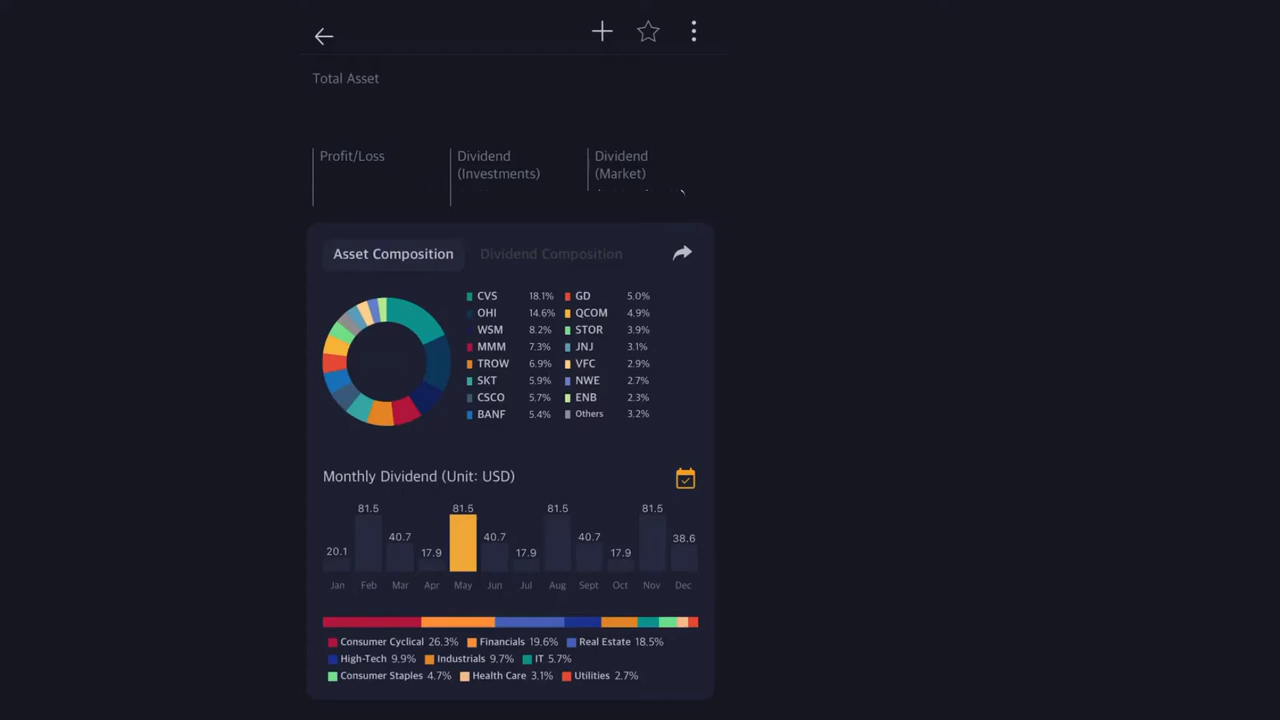 Total Asset
Profit/Loss
Dividend
(Investments)
Dividend
(Market)
Asset Composition
Dividend Composition
CVS 18.1% GD 5.0%
OHI 14.6% QCOM 4.9%
WSM 8.2% STOR 3.9%
MMM 7.3% JNJ 3.1%
TROW 6.9% VFC 2.9%
SKT 5.9% NWE 2.7%
CSCO 5.7% ENB 2.3%
BANF 5.4% Others 3.2%
Monthly Dividend (Unit: USD)
20.1 81.5 40.7 17.9 81.5 40.7 17.9 81.5 40.7 17.9 81.5 38.6
Jan Feb Mar Apr May Jun Jul Aug Sept Oct Nov Dec
Consumer Cyclical 26.3% Financials 19.6% Real Estate 18.5%
High-Tech 9.9% Industrials 9.7% IT 5.7%
Consumer Staples 4.7% Health Care 3.1% Utilities 2.7%